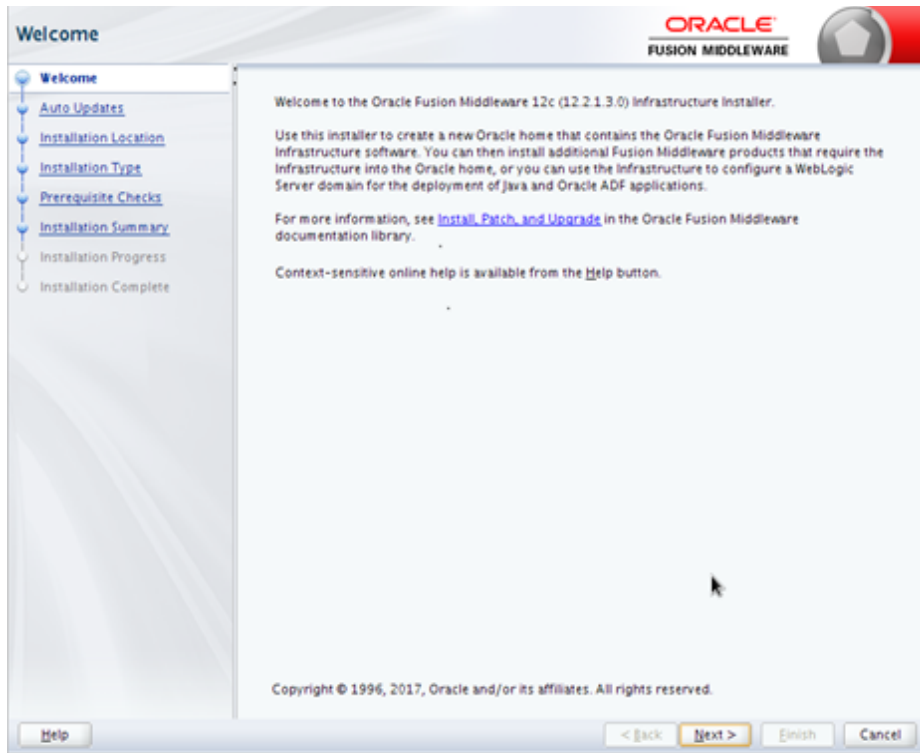 Welcome
ORACLE
FUSION MIDDLEWARE
Welcome
Auto Updates
Installation Location
Installation Type
Prerequisite Checks
Installation Summary
Installation Progress
Installation Complete
Welcome to the Oracle Fusion Middleware 12c (12.2.1.3.0) Infrastructure Installer.
Use this installer to create a new Oracle home that contains the Oracle Fusion Middleware
Infrastructure software. You can then install additional Fusion Middleware products that require the
Infrastructure into the Oracle home, or you can use the Infrastructure to configure a WebLogic
Server domain for the deployment of Java and Oracle ADF applications.
For more information, see Install, Patch, and Upgrade in the Oracle Fusion Middleware
documentation library.
Context-sensitive online help is available from the Help button.
Copyright © 1996, 2017, Oracle and/or its affiliates. All rights reserved.
Help
< Back
Next >
Finish
Cancel